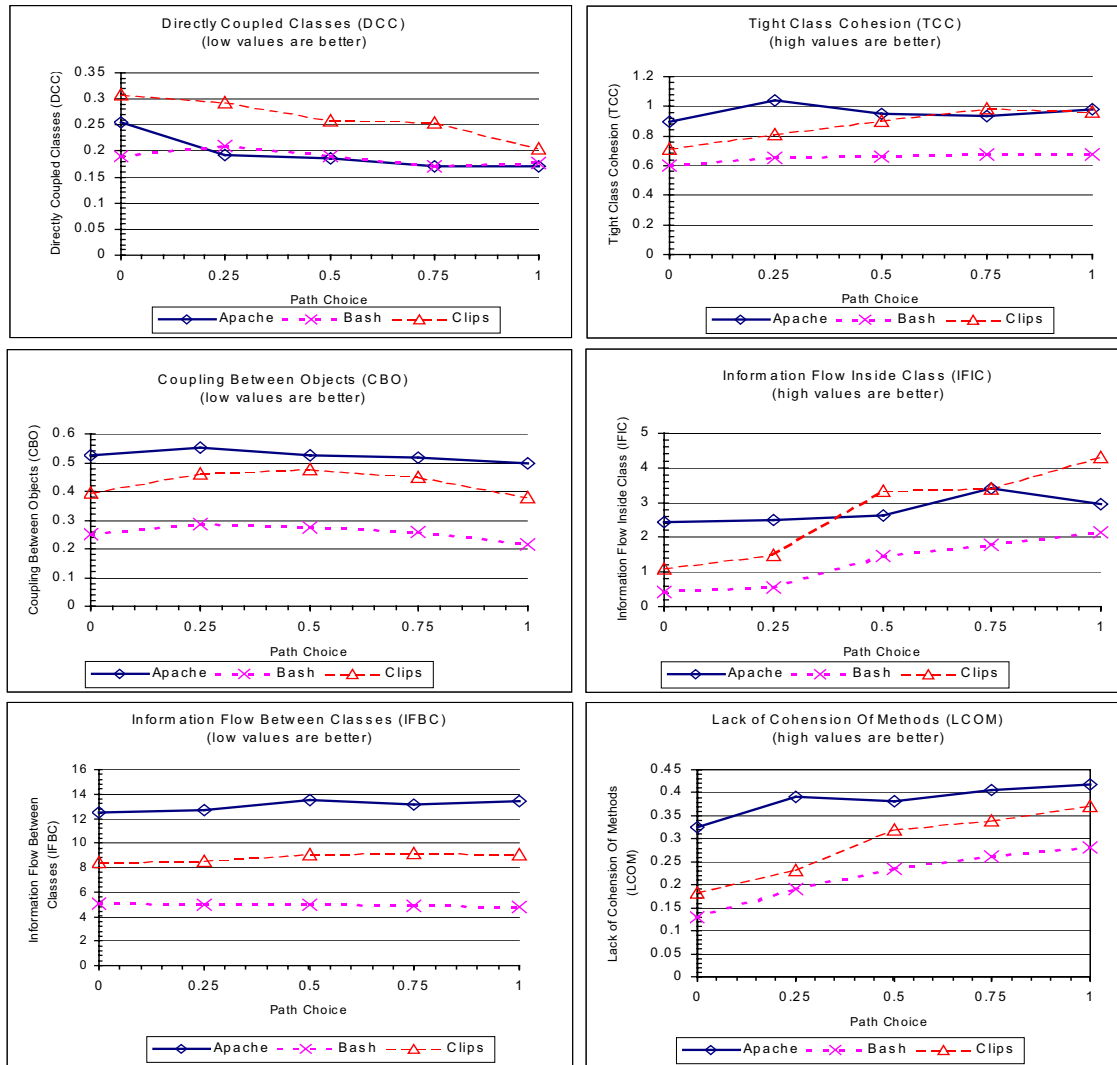 Directly Coupled Classes (DCC)
(low values are better)
Directly Coupled Classes (DCC)
0.35
0.3
0.25
0.2
0.15
0.1
0.05
0
0 0.25 0.5 0.75 1
Path Choice
Apache Bash Clips
Tight Class Cohesion (TCC)
(high values are better)
Tight Class Cohesion (TCC)
1.2
1
0.8
0.6
0.4
0.2
0
0 0.25 0.5 0.75 1
Path Choice
Apache Bash Clips
Coupling Between Objects (CBO)
(low values are better)
Coupling Between Objects (CBO)
0.6
0.5
0.4
0.3
0.2
0.1
0
0 0.25 0.5 0.75 1
Path Choice
Apache Bash Clips
Information Flow Inside Class (IFIC)
(high values are better)
Information Flow Inside Class (IFIC)
5
4
3
2
1
0
0 0.25 0.5 0.75 1
Path Choice
Apache Bash Clips
Information Flow Between Classes (IFBC)
(low values are better)
Information Flow Between
Classes (IFBC)
16
14
12
10
8
6
4
2
0
0 0.25 0.5 0.75 1
Path Choice
Apache Bash Clips
Lack of Cohension Of Methods (LCOM)
(high values are better)
Lack of Cohension Of Methods
(LCOM)
0.45
0.4
0.35
0.3
0.25
0.2
0.15
0.1
0.05
0
0 0.25 0.5 0.75 1
Path Choice
Apache Bash Clips